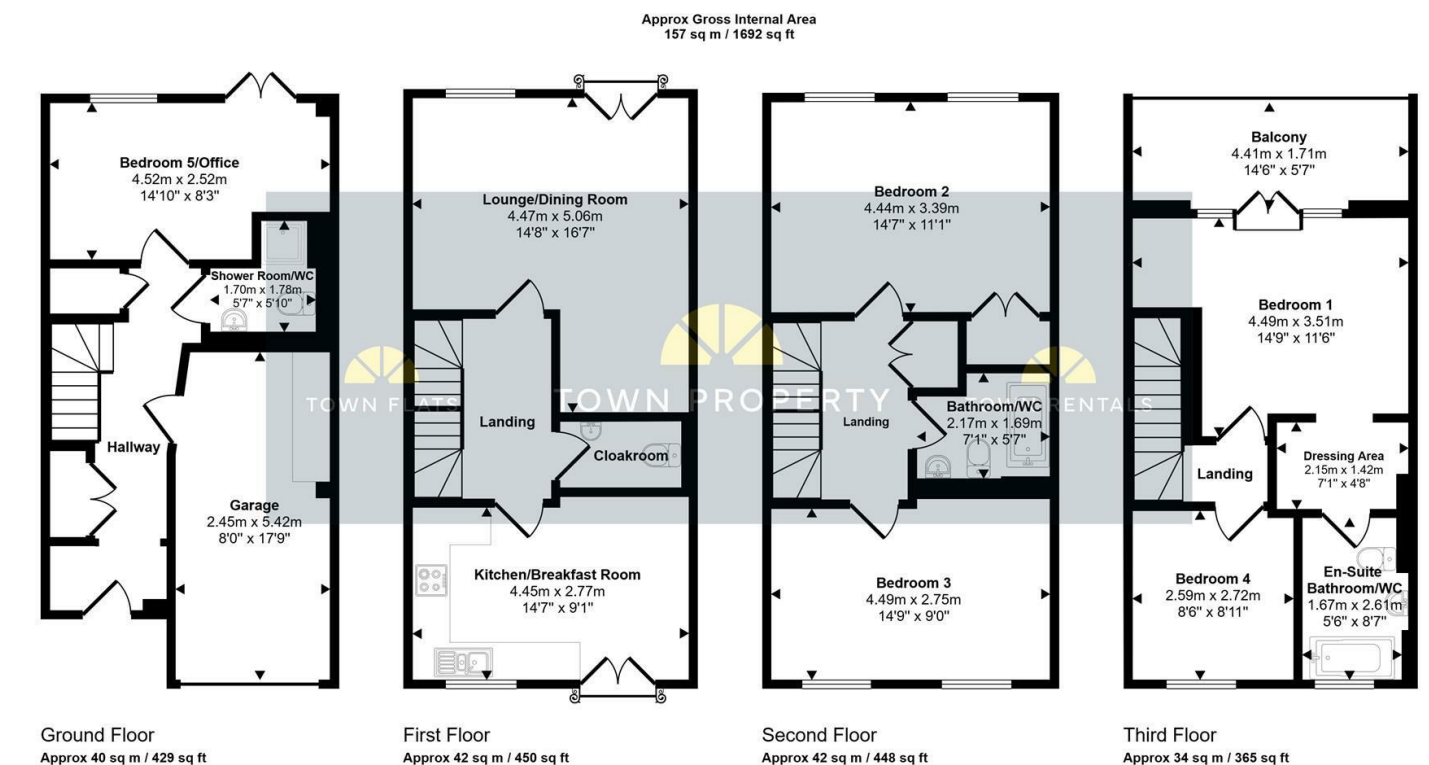 Approx Gross Internal Area
157 sq m / 1692 sq ft
Bedroom 5/Office
4.52m x 2.52m
14'10" x 8'3"
Shower Room/WC
1.70m x 1.78m
5'7" x 5'10"
Hallway
Garage
2.45m x 5.42m
8'0" x 17'9"
Ground Floor
Approx 40 sq m / 429 sq ft
Lounge/Dining Room
4.47m x 5.06m
14'8" x 16'7"
Landing
Cloakroom
Kitchen/Breakfast Room
4.45m x 2.77m
14'7" x 9'1"
First Floor
Approx 42 sq m / 450 sq ft
Bedroom 2
4.44m x 3.39m
14'7" x 11'1"
Landing
Bathroom/WC
2.17m x 1.69m
7'1" x 5'7"
Bedroom 3
4.49m x 2.75m
14'9" x 9'0"
Second Floor
Approx 42 sq m / 448 sq ft
Balcony
4.41m x 1.71m
14'6" x 5'7"
Bedroom 1
4.49m x 3.51m
14'9" x 11'6"
Dressing Area
2.15m x 1.42m
7'1" x 4'8"
Landing
Bedroom 4
2.59m x 2.72m
8'6" x 8'11"
En-Suite
Bathroom/WC
1.67m x 2.61m
5'6" x 8'7"
Third Floor
Approx 34 sq m / 365 sq ft
TOWN FLATS
TOWN PROPERTY
TOWN RENTALS